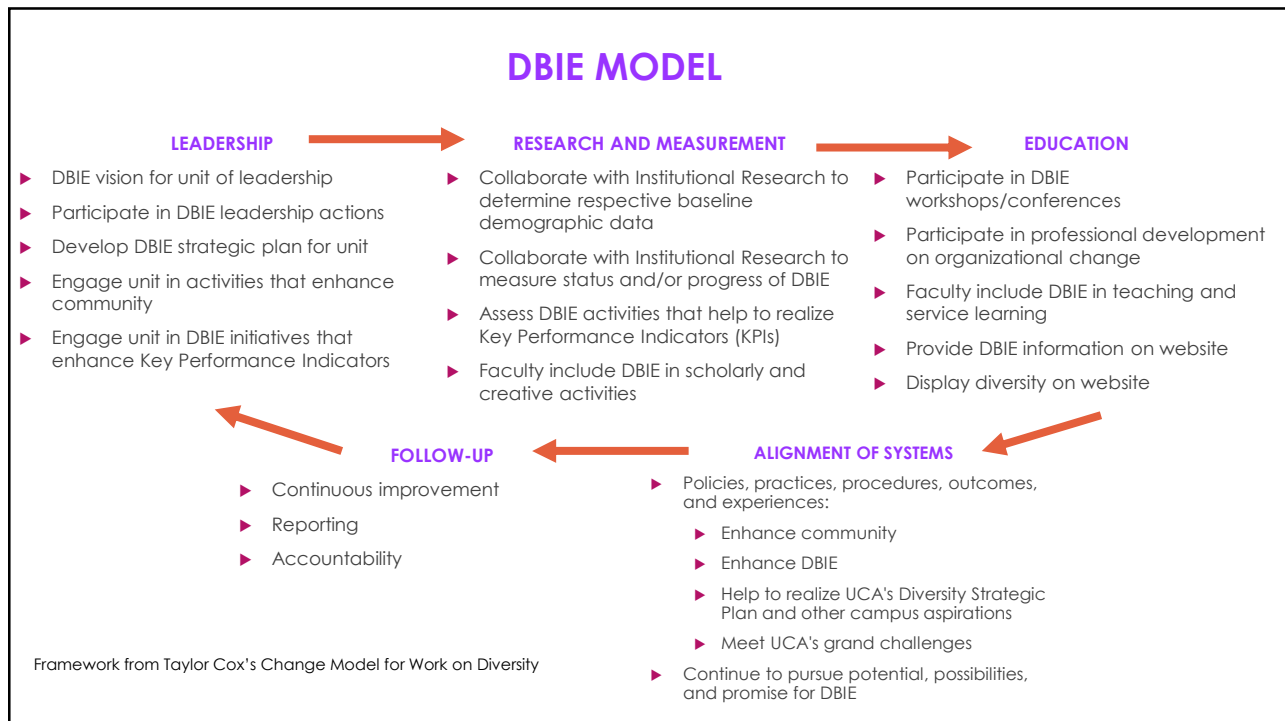 DBIE MODEL
LEADERSHIP
DBIE vision for unit of leadership
Participate in DBIE leadership actions
Develop DBIE strategic plan for unit
Engage unit in activities that enhance
community
Engage unit in DBIE initiatives that
enhance Key Performance Indicators
RESEARCH AND MEASUREMENT
Collaborate with Institutional Research to
determine respective baseline
demographic data
Collaborate with Institutional Research to
measure status and/or progress of DBIE
Assess DBIE activities that help to realize
Key Performance Indicators (KPIs)
Faculty include DBIE in scholarly and
creative activities
EDUCATION
Participate in DBIE
workshops/conferences
Participate in professional development
on organizational change
Faculty include DBIE in teaching and
service learning
Provide DBIE information on website
Display diversity on website
FOLLOW-UP
Continuous improvement
Reporting
Accountability
ALIGNMENT OF SYSTEMS
Policies, practices, procedures, outcomes,
and experiences:
Enhance community
Enhance DBIE
Help to realize UCA's Diversity Strategic
Plan and other campus aspirations
Meet UCA's grand challenges
Continue to pursue potential, possibilities,
and promise for DBIE
Framework from Taylor Cox’s Change Model for Work on Diversity